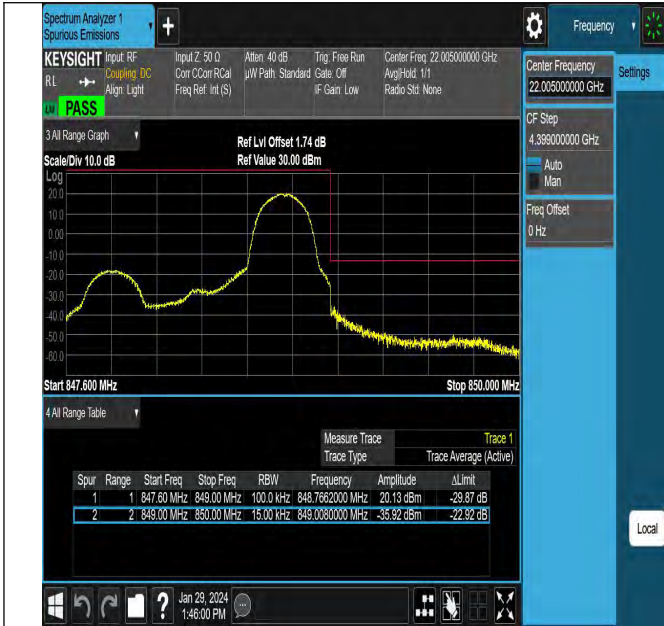 Spectrum Analyzer 1
Spurious Emissions
Frequency
KEYSIGHT
RL
PASS
Input: RF
Coupling: DC
Align: Light
Input Z: 50 Ω
Corr CCorr RCal
Freq Ref: Int (S)
Atten: 40 dB
µW Path: Standard
Trig: Free Run
Gate: Off
IF Gain: Low
Center Freq: 22.005000000 GHz
Avg|Hold: 1/1
Radio Std: None
Center Frequency
22.005000000 GHz
Settings
CF Step
4.399000000 GHz
Auto
Man
Freq Offset
0 Hz
3 All Range Graph
Ref Lvl Offset 1.74 dB
Scale/Div 10.0 dB
Ref Value 30.00 dBm
Log
20.0
10.0
0.00
-10.0
-20.0
-30.0
-40.0
-50.0
-60.0
Start 847.600 MHz
Stop 850.000 MHz
4 All Range Table
Measure Trace Trace 1
Trace Type Trace Average (Active)
Spur Range Start Freq Stop Freq RBW Frequency Amplitude ΔLimit
1 1 847.60 MHz 849.00 MHz 100.0 kHz 848.7662000 MHz 20.13 dBm -29.87 dB
2 2 849.00 MHz 850.00 MHz 15.00 kHz 849.0080000 MHz -35.92 dBm -22.92 dB
Local
Jan 29, 2024
1:46:00 PM